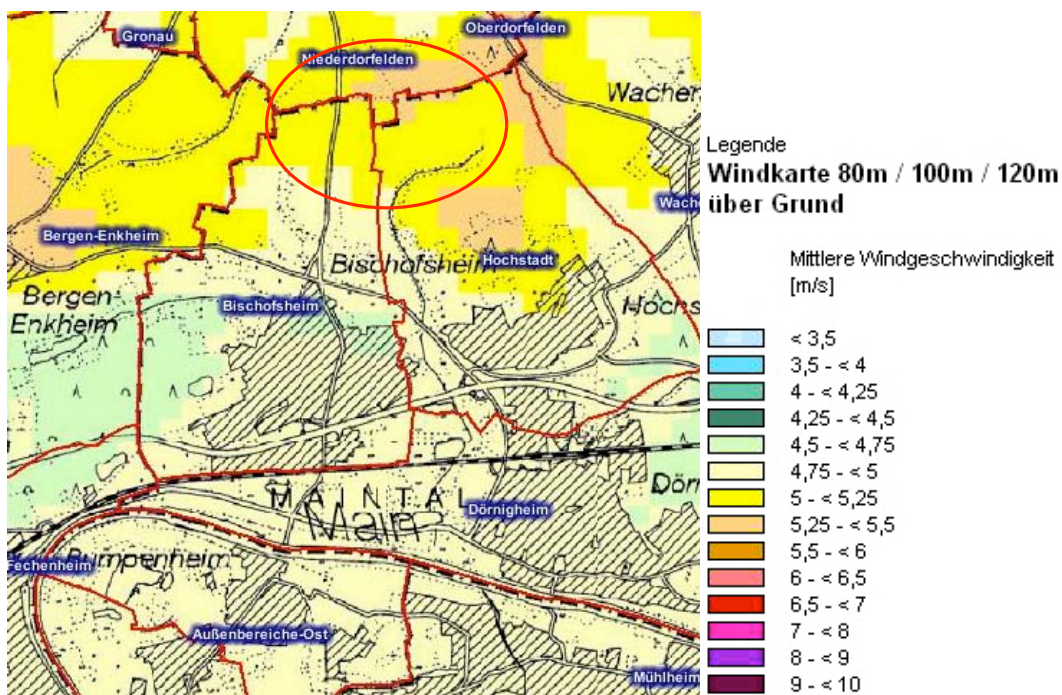 Oberdorfelden
Gronau
Niederdorfelden
Wacher
Legende
Windkarte 80m / 100m / 120m
über Grund
Wache
Bergen-Enkheim
Hochstadt
Bischofsheim
Mittlere Windgeschwindigkeit
[m/s]
Bergen-
Enkheim
Bischofsheim
Hochs
< 3,5
3,5 - < 4
4 - < 4,25
4,25 - < 4,5
4,5 - < 4,75
4,75 - < 5
5 - < 5,25
5,25 - < 5,5
5,5 - < 6
6 - < 6,5
6,5 - < 7
7 - < 8
8 - < 9
9 - < 10
MAINTAL
Dörn
Dörnigheim
Main
Fechenheim
Rumpenheim
Außenbereiche-Ost
Mühlheim